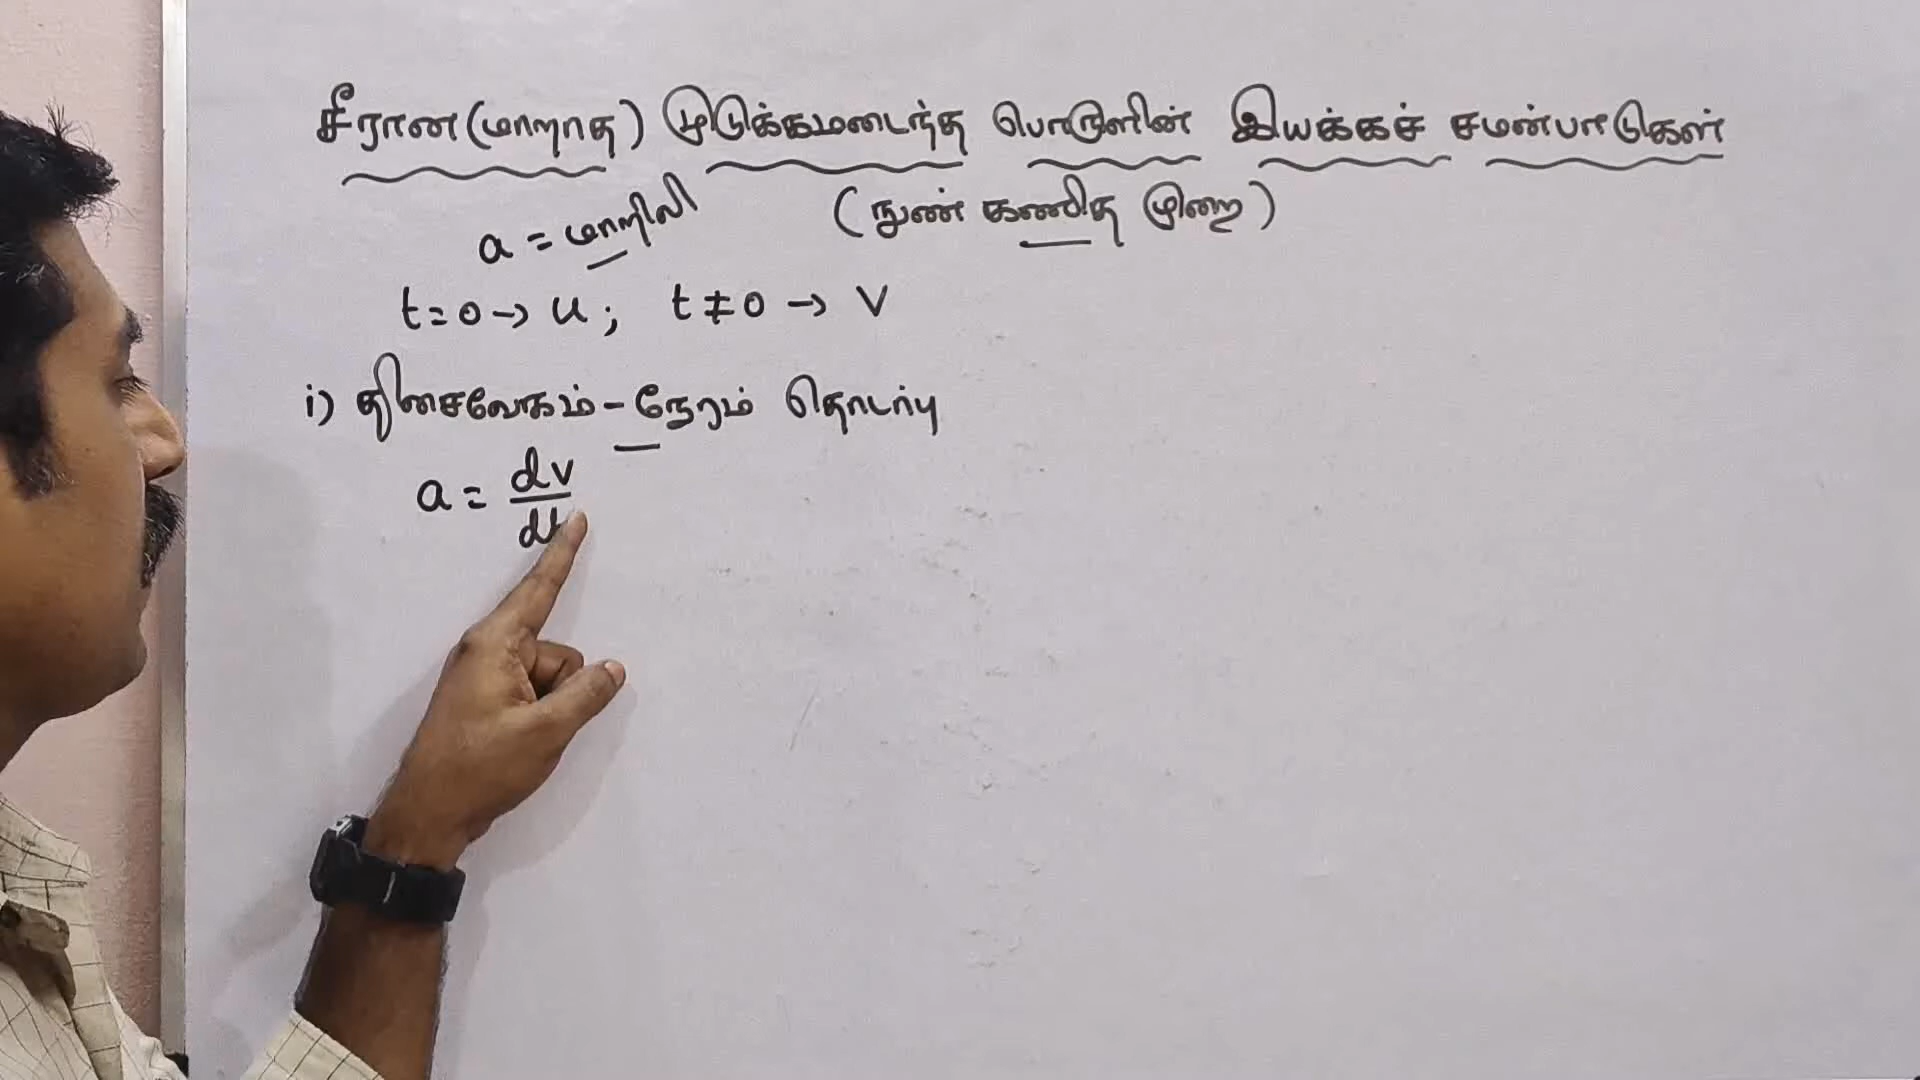 சீரான (மாறாத) முடுக்கமடைந்த பொருளின் இயக்கச் சமன்பாடுகள்
a = மாறிலி (நுண் கணித முறை)
t = 0 → u ; t ≠ 0 → v
i) திசைவேகம் – நேரம் தொடர்பு
a = dv/dt